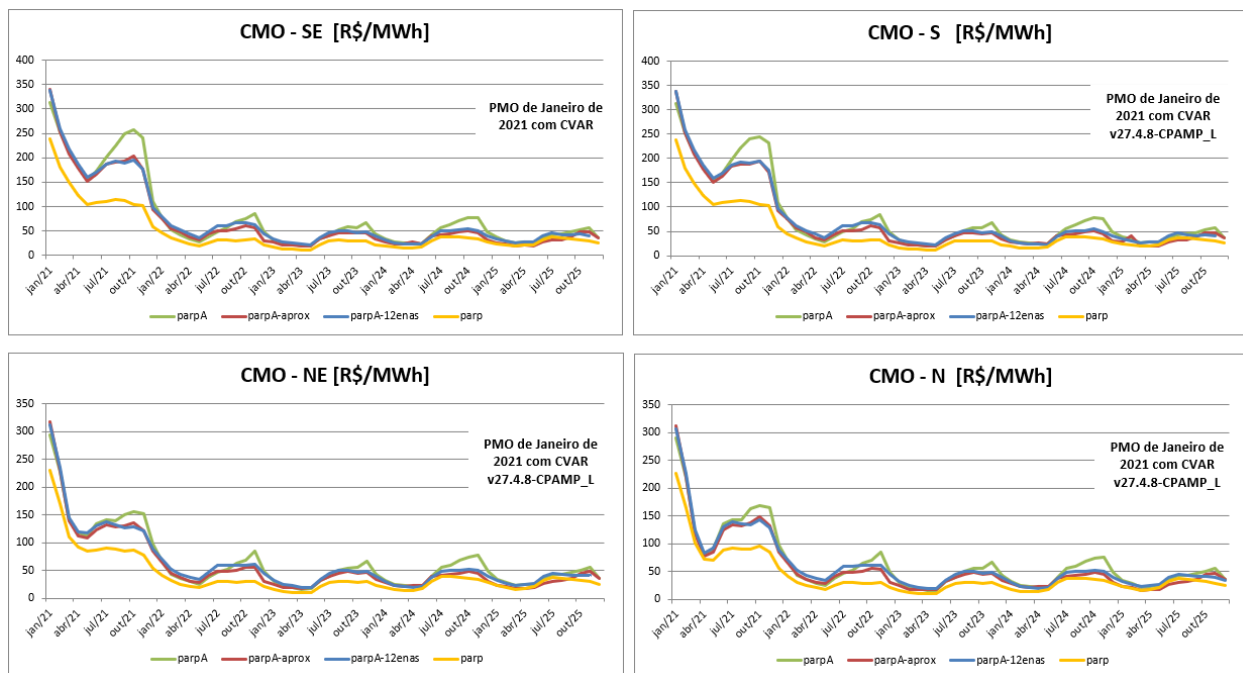 CMO - SE [R$/MWh]
400
350
300
250
200
150
100
50
0
PMO de Janeiro de
2021 com CVAR
jan/21
abr/21
jul/21
out/21
jan/22
abr/22
jul/22
out/22
jan/23
abr/23
jul/23
out/23
jan/24
abr/24
jul/24
out/24
jan/25
abr/25
jul/25
out/25
parpA
parpA-aprox
parpA-12enas
parp
CMO - S [R$/MWh]
400
350
300
250
200
150
100
50
0
PMO de Janeiro de
2021 com CVAR
v27.4.8-CPAMP_L
jan/21
abr/21
jul/21
out/21
jan/22
abr/22
jul/22
out/22
jan/23
abr/23
jul/23
out/23
jan/24
abr/24
jul/24
out/24
jan/25
abr/25
jul/25
out/25
parpA
parpA-aprox
parpA-12enas
parp
CMO - NE [R$/MWh]
350
300
250
200
150
100
50
0
PMO de Janeiro de
2021 com CVAR
v27.4.8-CPAMP_L
jan/21
abr/21
jul/21
out/21
jan/22
abr/22
jul/22
out/22
jan/23
abr/23
jul/23
out/23
jan/24
abr/24
jul/24
out/24
jan/25
abr/25
jul/25
out/25
parpA
parpA-aprox
parpA-12enas
parp
CMO - N [R$/MWh]
350
300
250
200
150
100
50
0
PMO de Janeiro de
2021 com CVAR
v27.4.8-CPAMP_L
jan/21
abr/21
jul/21
out/21
jan/22
abr/22
jul/22
out/22
jan/23
abr/23
jul/23
out/23
jan/24
abr/24
jul/24
out/24
jan/25
abr/25
jul/25
out/25
parpA
parpA-aprox
parpA-12enas
parp